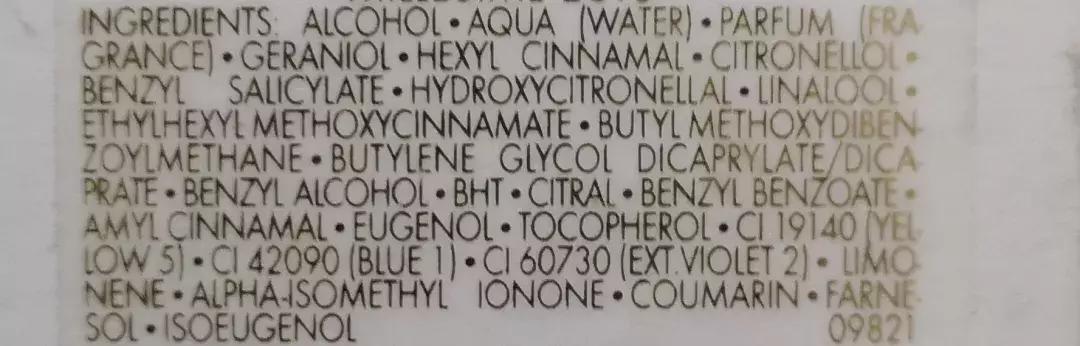 INGREDIENTS: ALCOHOL • AQUA (WATER) • PARFUM (FRA-
GRANCE) • GERANIOL • HEXYL CINNAMAL • CITRONELLOL •
BENZYL SALICYLATE • HYDROXYCITRONELLAL • LINALOOL •
ETHYLHEXYL METHOXYCINNAMATE • BUTYL METHOXYDIBEN-
ZOYLMETHANE • BUTYLENE GLYCOL DICAPRYLATE/DICA-
PRATE • BENZYL ALCOHOL • BHT • CITRAL • BENZYL BENZOATE •
AMYL CINNAMAL • EUGENOL • TOCOPHEROL • CI 19140 (YEL-
LOW 5) • CI 42090 (BLUE 1) • CI 60730 (EXT. VIOLET 2) • LIMO-
NENE • ALPHA-ISOMETHYL IONONE • COUMARIN • FARNE-
SOL • ISOEUGENOL 09821